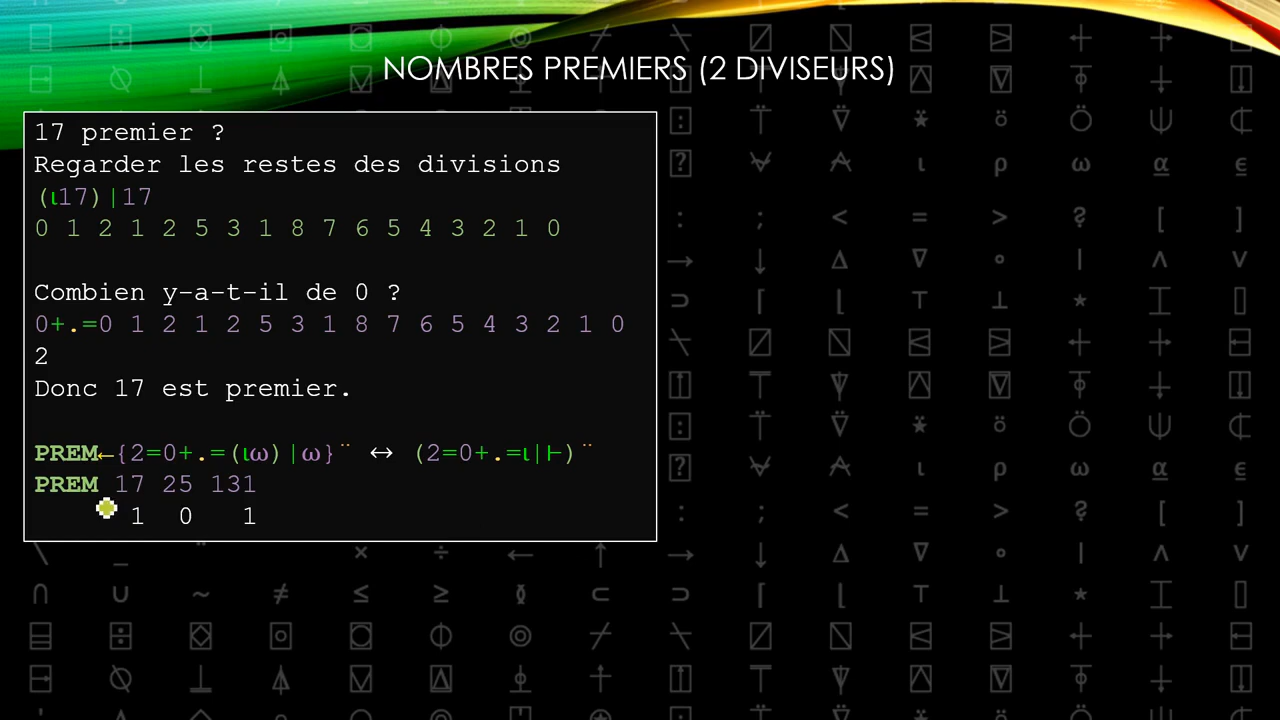 NOMBRES PREMIERS (2 DIVISEURS)
17 premier ?
Regarder les restes des divisions
(⍳17)|17
0 1 2 1 2 5 3 1 8 7 6 5 4 3 2 1 0
Combien y-a-t-il de 0 ?
0+.=0 1 2 1 2 5 3 1 8 7 6 5 4 3 2 1 0
2
Donc 17 est premier.
PREM←{2=0+.=(⍳⍵)|⍵}¨ ↔ (2=0+.=⍳|⊢)¨
PREM 17 25 131
1 0 1